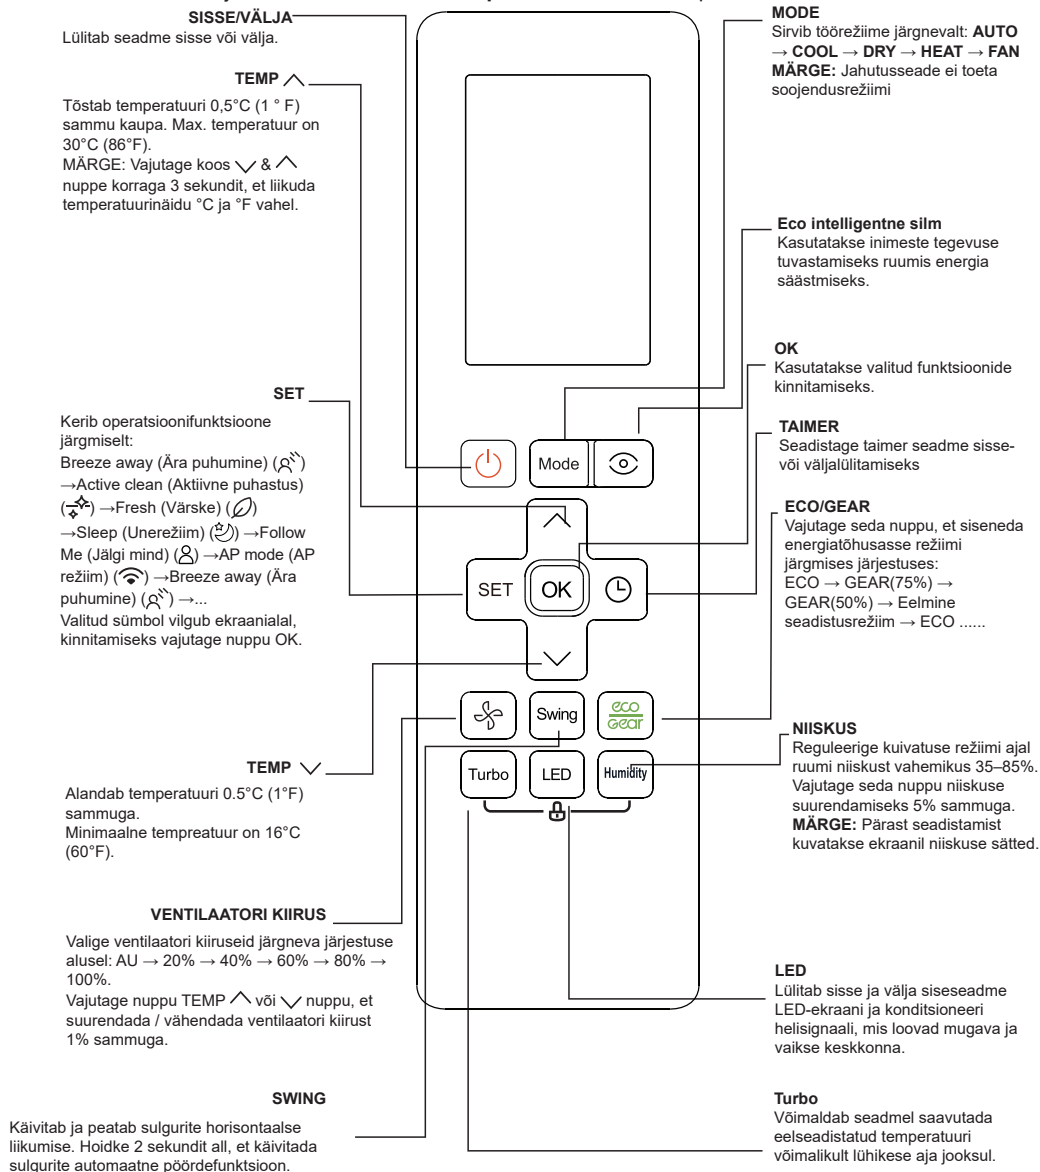 SISSE/VÄLJA
Lülitab seadme sisse või välja.
TEMP
Tõstab temperatuuri 0,5°C (1 ° F)
sammu kaupa. Max. temperatuur on
30°C (86°F).
MÄRGE: Vajutage koos & 
nuppe korraga 3 sekundit, et liikuda
temperatuurinäidu °C ja °F vahel.
SET
Kerib operatsioonifunktsioone
järgmiselt:
Breeze away (Ära puhumine) ( )
→Active clean (Aktiivne puhastus)
( ) →Fresh (Värske) ( )
→Sleep (Unerežiim) ( ) →Follow
Me (Jälgi mind) ( ) →AP mode (AP
režiim) ( ) →Breeze away (Ära
puhumine) ( ) →...
Valitud sümbol vilgub ekraanialal,
kinnitamiseks vajutage nuppu OK.
TEMP
Alandab temperatuuri 0.5°C (1°F)
sammuga.
Minimaalne tempreatuur on 16°C
(60°F).
VENTILAATORI KIIRUS
Valige ventilaatori kiiruseid järgneva järjestuse
alusel: AU → 20% → 40% → 60% → 80% →
100%.
Vajutage nuppu TEMP või nuppu, et
suurendada / vähendada ventilaatori kiirust
1% sammuga.
SWING
Käivitab ja peatab sulgurite horisontaalse
liikumise. Hoidke 2 sekundit all, et käivitada
sulgurite automaatne pöördefunktsioon.
Mode
SET
OK
Swing
eco
Gear
Turbo
LED
Humidity
MODE
Sirvib töörežiime järgnevalt: AUTO
→ COOL → DRY → HEAT → FAN
MÄRGE: Jahutusseade ei toeta
soojendusrežiimi
Eco intelligentne silm
Kasutatakse inimeste tegevuse
tuvastamiseks ruumis energia
säästmiseks.
OK
Kasutatakse valitud funktsioonide
kinnitamiseks.
TAIMER
Seadistage taimer seadme sisse-
või väljalülitamiseks
ECO/GEAR
Vajutage seda nuppu, et siseneda
energiatõhusasse režiimi
järgmises järjestuses:
ECO → GEAR(75%) →
GEAR(50%) → Eelmine
seadistusrežiim → ECO ......
NIISKUS
Reguleerige kuivatuse režiimi ajal
ruumi niiskust vahemikus 35–85%.
Vajutage seda nuppu niiskuse
suurendamiseks 5% sammuga.
MÄRGE: Pärast seadistamist
kuvatakse ekraanil niiskuse sätted.
LED
Lülitab sisse ja välja siseseadme
LED-ekraani ja konditsioneeri
helisignaali, mis loovad mugava ja
vaikse keskkonna.
Turbo
Võimaldab seadmel saavutada
eelseadistatud temperatuuri
võimalikult lühikese aja jooksul.